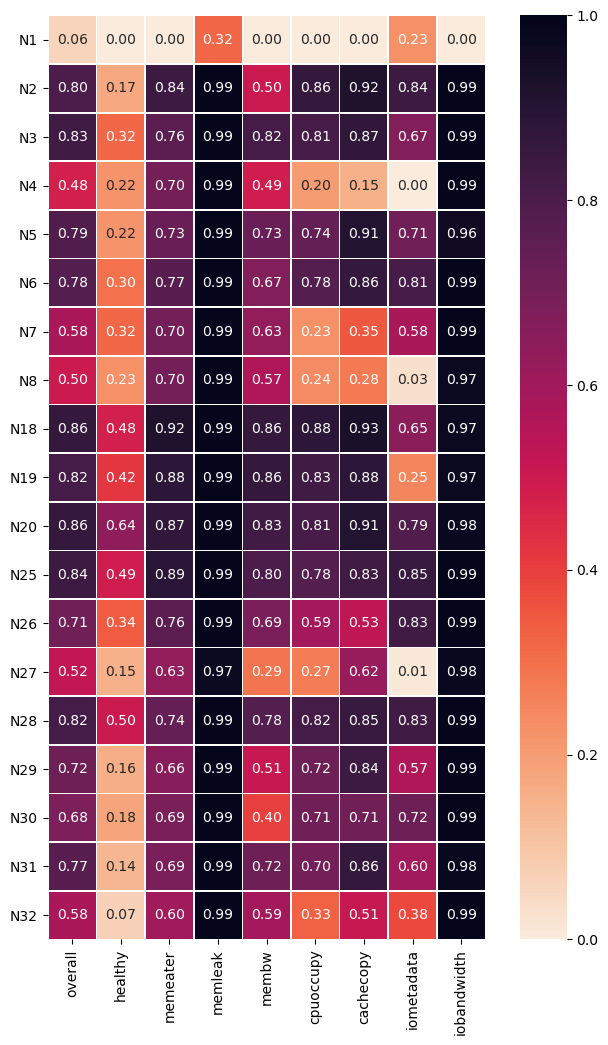 N1 0.06 0.00 0.00 0.32 0.00 0.00 0.00 0.23 0.00
N2 0.80 0.17 0.84 0.99 0.50 0.86 0.92 0.84 0.99
N3 0.83 0.32 0.76 0.99 0.82 0.81 0.87 0.67 0.99
N4 0.48 0.22 0.70 0.99 0.49 0.20 0.15 0.00 0.99
N5 0.79 0.22 0.73 0.99 0.73 0.74 0.91 0.71 0.96
N6 0.78 0.30 0.77 0.99 0.67 0.78 0.86 0.81 0.99
N7 0.58 0.32 0.70 0.99 0.63 0.23 0.35 0.58 0.99
N8 0.50 0.23 0.70 0.99 0.57 0.24 0.28 0.03 0.97
N18 0.86 0.48 0.92 0.99 0.86 0.88 0.93 0.65 0.97
N19 0.82 0.42 0.88 0.99 0.86 0.83 0.88 0.25 0.97
N20 0.86 0.64 0.87 0.99 0.83 0.81 0.91 0.79 0.98
N25 0.84 0.49 0.89 0.99 0.80 0.78 0.83 0.85 0.99
N26 0.71 0.34 0.76 0.99 0.69 0.59 0.53 0.83 0.99
N27 0.52 0.15 0.63 0.97 0.29 0.27 0.62 0.01 0.98
N28 0.82 0.50 0.74 0.99 0.78 0.82 0.85 0.83 0.99
N29 0.72 0.16 0.66 0.99 0.51 0.72 0.84 0.57 0.99
N30 0.68 0.18 0.69 0.99 0.40 0.71 0.71 0.72 0.99
N31 0.77 0.14 0.69 0.99 0.72 0.70 0.86 0.60 0.98
N32 0.58 0.07 0.60 0.99 0.59 0.33 0.51 0.38 0.99
overall healthy memeater memleak membw cpuoccupy cachecopy iometadata iobandwidth
1.0
0.8
0.6
0.4
0.2
0.0